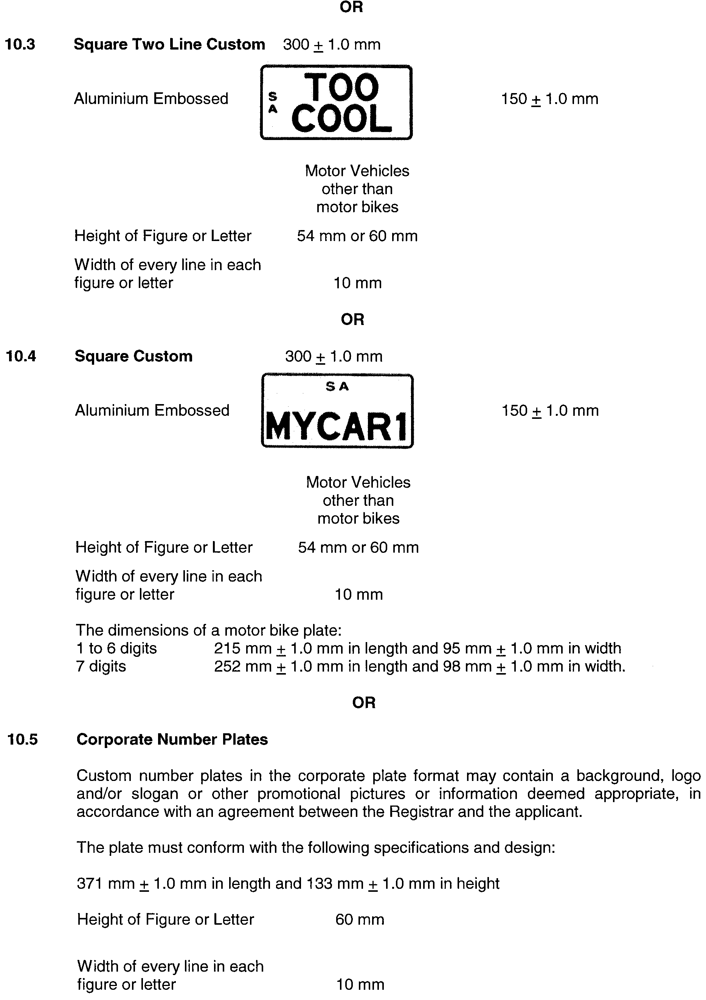 OR
10.3 Square Two Line Custom 300 ± 1.0 mm
TOO
Aluminium Embossed S 150 ± 1.0 mm
A COOL
Motor Vehicles
other than
motor bikes
Height of Figure or Letter 54 mm or 60 mm
Width of every line in each
figure or letter 10 mm
OR
10.4 Square Custom 300 ± 1.0 mm
S A
Aluminium Embossed 150 ± 1.0 mm
MYCAR1
Motor Vehicles
other than
motor bikes
Height of Figure or Letter 54 mm or 60 mm
Width of every line in each
figure or letter 10 mm
The dimensions of a motor bike plate:
1 to 6 digits 215 mm ± 1.0 mm in length and 95 mm ± 1.0 mm in width
7 digits 252 mm ± 1.0 mm in length and 98 mm ± 1.0 mm in width.
OR
10.5 Corporate Number Plates
Custom number plates in the corporate plate format may contain a background, logo
and/or slogan or other promotional pictures or information deemed appropriate, in
accordance with an agreement between the Registrar and the applicant.
The plate must conform with the following specifications and design:
371 mm ± 1.0 mm in length and 133 mm ± 1.0 mm in height
Height of Figure or Letter 60 mm
Width of every line in each
figure or letter 10 mm